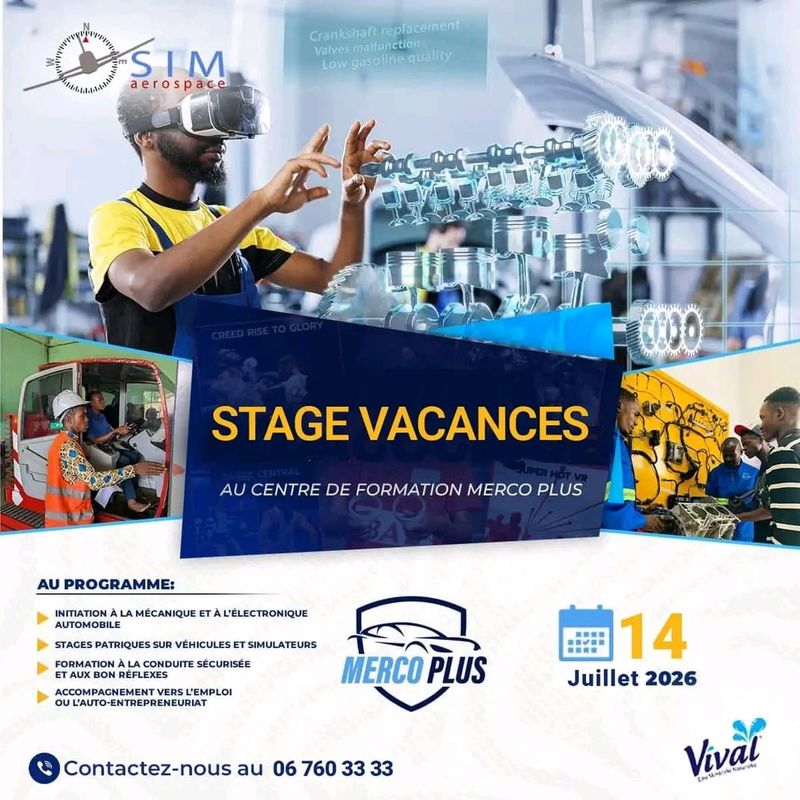 Crankshaft replacement
Valves malfunction
Low gasoline quality
N
W
E
S
SIM
aerospace
CREED RISE TO GLORY
SUPER HOT VR
STAGE VACANCES
AU CENTRE DE FORMATION MERCO PLUS
AU PROGRAMME:
INITIATION À LA MÉCANIQUE ET À L'ÉLECTRONIQUE
AUTOMOBILE
STAGES PATRIQUES SUR VÉHICULES ET SIMULATEURS
FORMATION À LA CONDUITE SÉCURISÉE
ET AUX BON RÉFLEXES
ACCOMPAGNEMENT VERS L'EMPLOI
OU L'AUTO-ENTREPRENEURIAT
MERCO PLUS
14
Juillet 2026
Contactez-nous au 06 760 33 33
Vival
Eau Minérale Naturelle